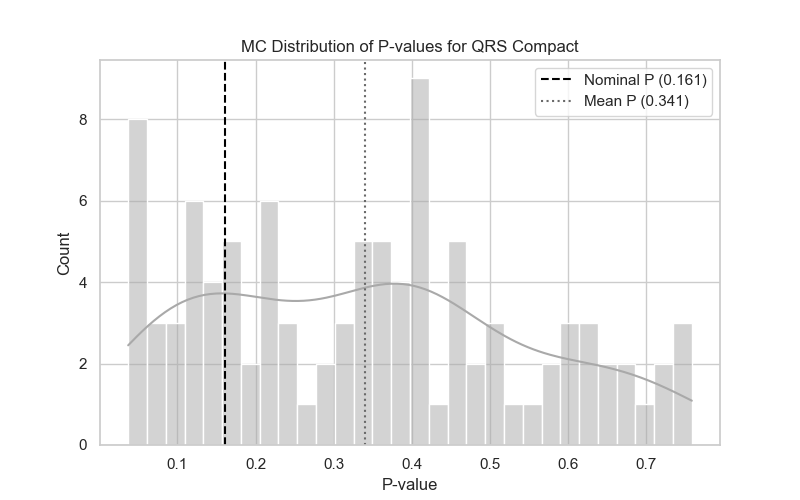 MC Distribution of P-values for QRS Compact
Nominal P (0.161)
Mean P (0.341)
8
6
4
2
0
Count
0.1 0.2 0.3 0.4 0.5 0.6 0.7
P-value